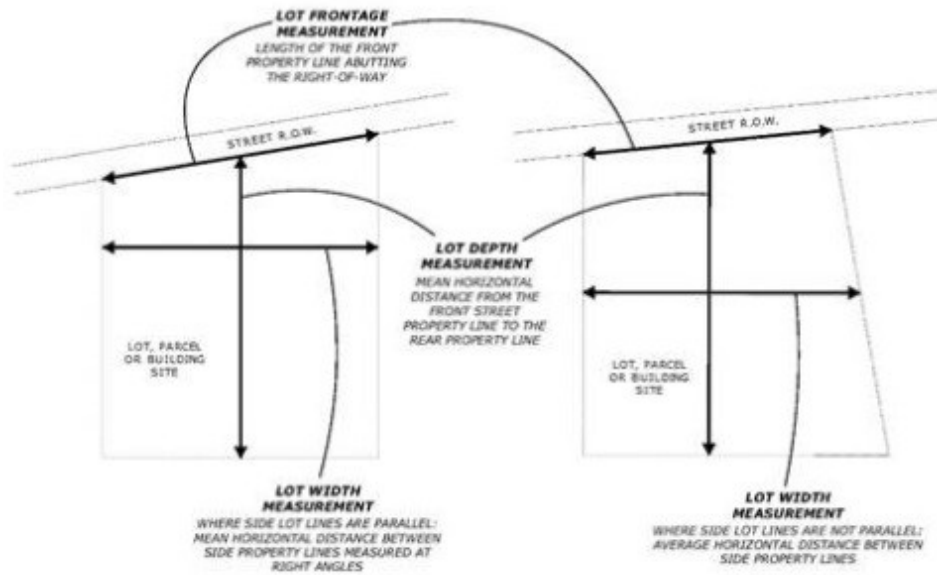 LOT FRONTAGE
MEASUREMENT
LENGTH OF THE FRONT
PROPERTY LINE ABUTTING
THE RIGHT-OF-WAY
STREET R.O.W.
STREET R.O.W.
LOT DEPTH
MEASUREMENT
MEAN HORIZONTAL
DISTANCE FROM THE
FRONT STREET
PROPERTY LINE TO THE
REAR PROPERTY LINE
LOT, PARCEL
OR BUILDING
SITE
LOT, PARCEL
OR BUILDING
SITE
LOT WIDTH
MEASUREMENT
WHERE SIDE LOT LINES ARE PARALLEL:
MEAN HORIZONTAL DISTANCE BETWEEN
SIDE PROPERTY LINES MEASURED AT
RIGHT ANGLES
LOT WIDTH
MEASUREMENT
WHERE SIDE LOT LINES ARE NOT PARALLEL:
AVERAGE HORIZONTAL DISTANCE BETWEEN
SIDE PROPERTY LINES